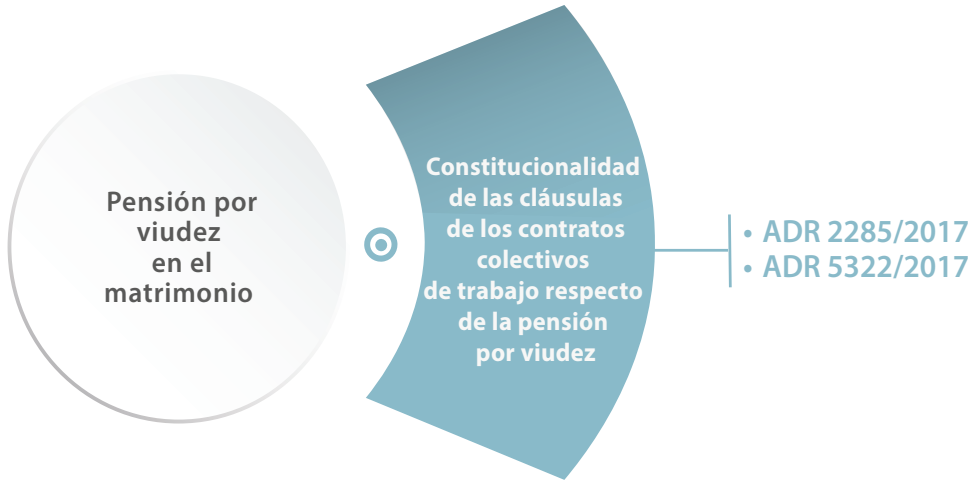 Pensión por
viudez
en el
matrimonio
Constitucionalidad
de las cláusulas
de los contratos
colectivos
de trabajo respecto
de la pensión
por viudez
• ADR 2285/2017
• ADR 5322/2017